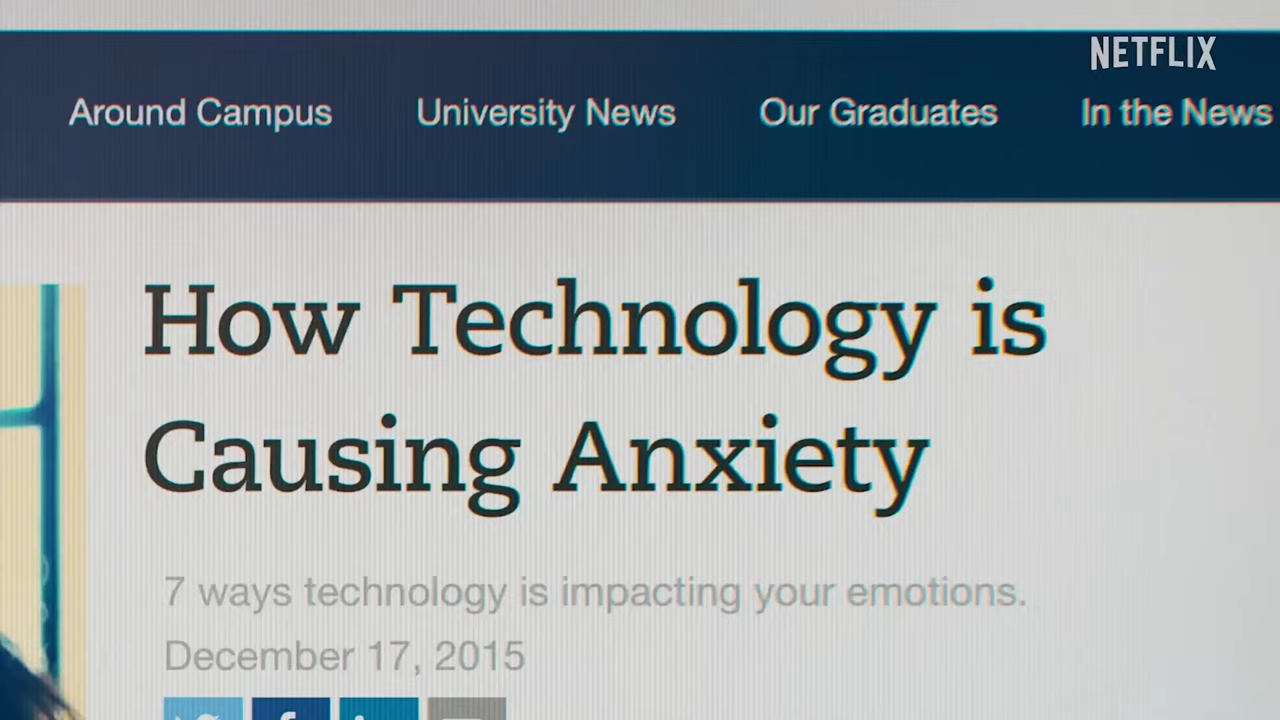 NETFLIX
Around Campus University News Our Graduates In the News
How Technology is
Causing Anxiety
7 ways technology is impacting your emotions.
December 17, 2015